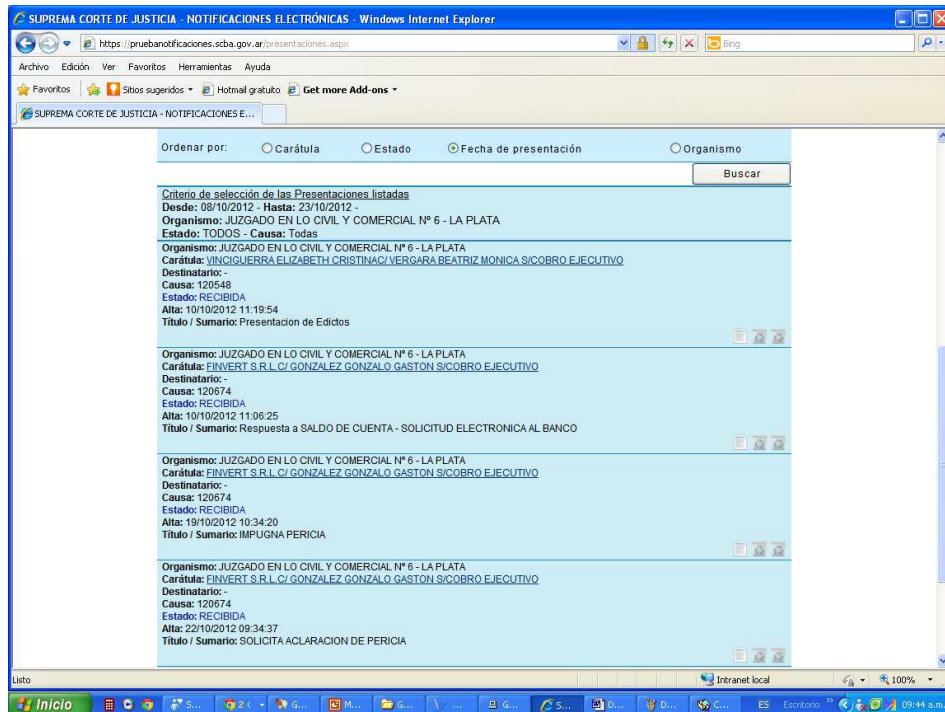 SUPREMA CORTE DE JUSTICIA - NOTIFICACIONES ELECTRÓNICAS - Windows Internet Explorer
https://pruebanotificaciones.scba.gov.ar/presentaciones.aspx
Bing
Archivo Edición Ver Favoritos Herramientas Ayuda
Favoritos Sitios sugeridos Hotmail gratuito Get more Add-ons
SUPREMA CORTE DE JUSTICIA - NOTIFICACIONES E...
Ordenar por: Carátula Estado Fecha de presentación Organismo
Buscar
Criterio de selección de las Presentaciones listadas
Desde: 08/10/2012 - Hasta: 23/10/2012 -
Organismo: JUZGADO EN LO CIVIL Y COMERCIAL Nº 6 - LA PLATA
Estado: TODOS - Causa: Todas
Organismo: JUZGADO EN LO CIVIL Y COMERCIAL Nº 6 - LA PLATA
Carátula: VINCIGUERRA ELIZABETH CRISTINAC/ VERGARA BEATRIZ MONICA S/COBRO EJECUTIVO
Destinatario: -
Causa: 120548
Estado: RECIBIDA
Alta: 10/10/2012 11:19:54
Título / Sumario: Presentacion de Edictos
Organismo: JUZGADO EN LO CIVIL Y COMERCIAL Nº 6 - LA PLATA
Carátula: FINVERT S.R.L.C/ GONZALEZ GONZALO GASTON S/COBRO EJECUTIVO
Destinatario: -
Causa: 120674
Estado: RECIBIDA
Alta: 10/10/2012 11:06:25
Título / Sumario: Respuesta a SALDO DE CUENTA - SOLICITUD ELECTRONICA AL BANCO
Organismo: JUZGADO EN LO CIVIL Y COMERCIAL Nº 6 - LA PLATA
Carátula: FINVERT S.R.L.C/ GONZALEZ GONZALO GASTON S/COBRO EJECUTIVO
Destinatario: -
Causa: 120674
Estado: RECIBIDA
Alta: 19/10/2012 10:34:20
Título / Sumario: IMPUGNA PERICIA
Organismo: JUZGADO EN LO CIVIL Y COMERCIAL Nº 6 - LA PLATA
Carátula: FINVERT S.R.L.C/ GONZALEZ GONZALO GASTON S/COBRO EJECUTIVO
Destinatario: -
Causa: 120674
Estado: RECIBIDA
Alta: 22/10/2012 09:34:37
Título / Sumario: SOLICITA ACLARACION DE PERICIA
Listo Intranet local 100%
Inicio S... 2 ( G... M... G... ... G... S... D... D... C... ES Escritorio 09:44 a.m.